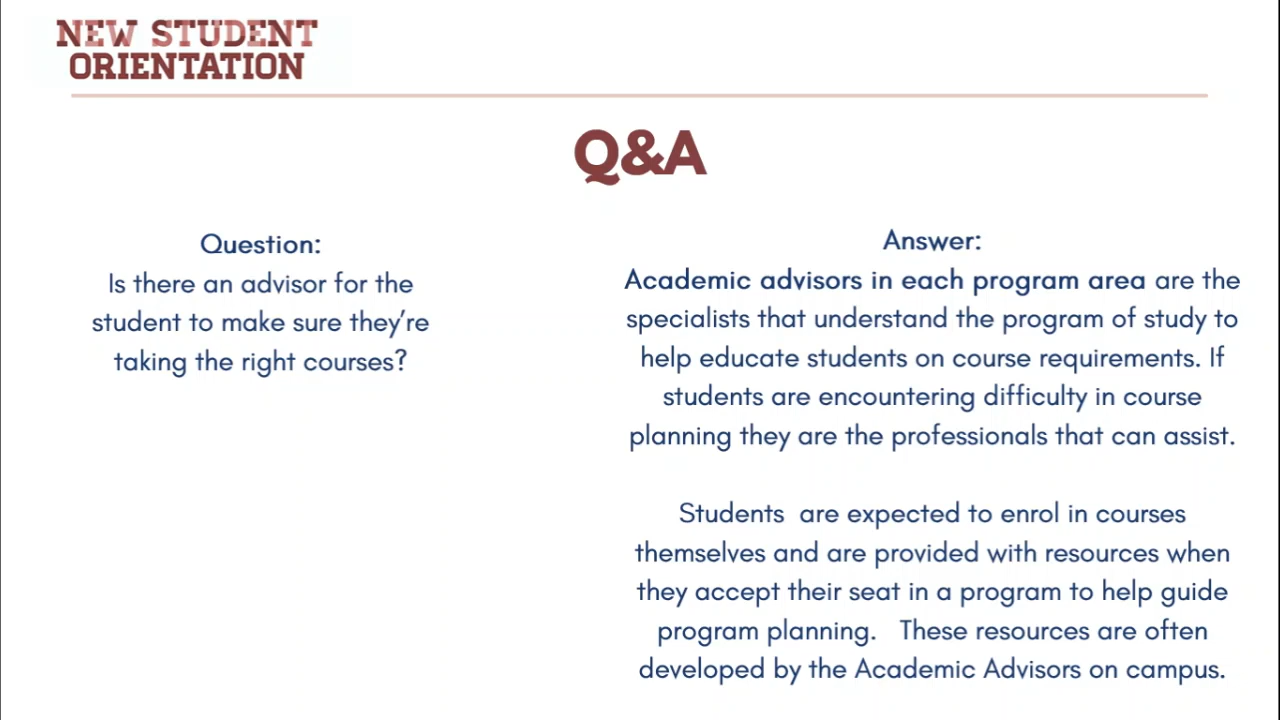 NEW STUDENT
ORIENTATION
Q&A
Question:
Is there an advisor for the
student to make sure they're
taking the right courses?
Answer:
Academic advisors in each program area are the
specialists that understand the program of study to
help educate students on course requirements. If
students are encountering difficulty in course
planning they are the professionals that can assist.
Students  are expected to enrol in courses
themselves and are provided with resources when
they accept their seat in a program to help guide
program planning.   These resources are often
developed by the Academic Advisors on campus.